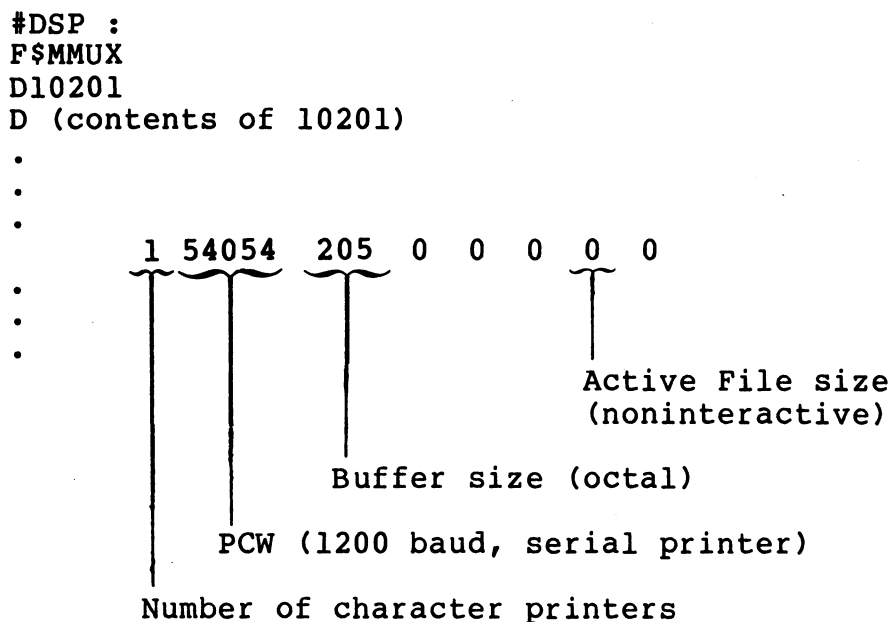 #DSP :
F$MMUX
D10201
D (contents of 10201)
.
.
.
1 54054 205 0 0 0 0 0
.
.
.
Active File size
(noninteractive)
Buffer size (octal)
PCW (1200 baud, serial printer)
Number of character printers